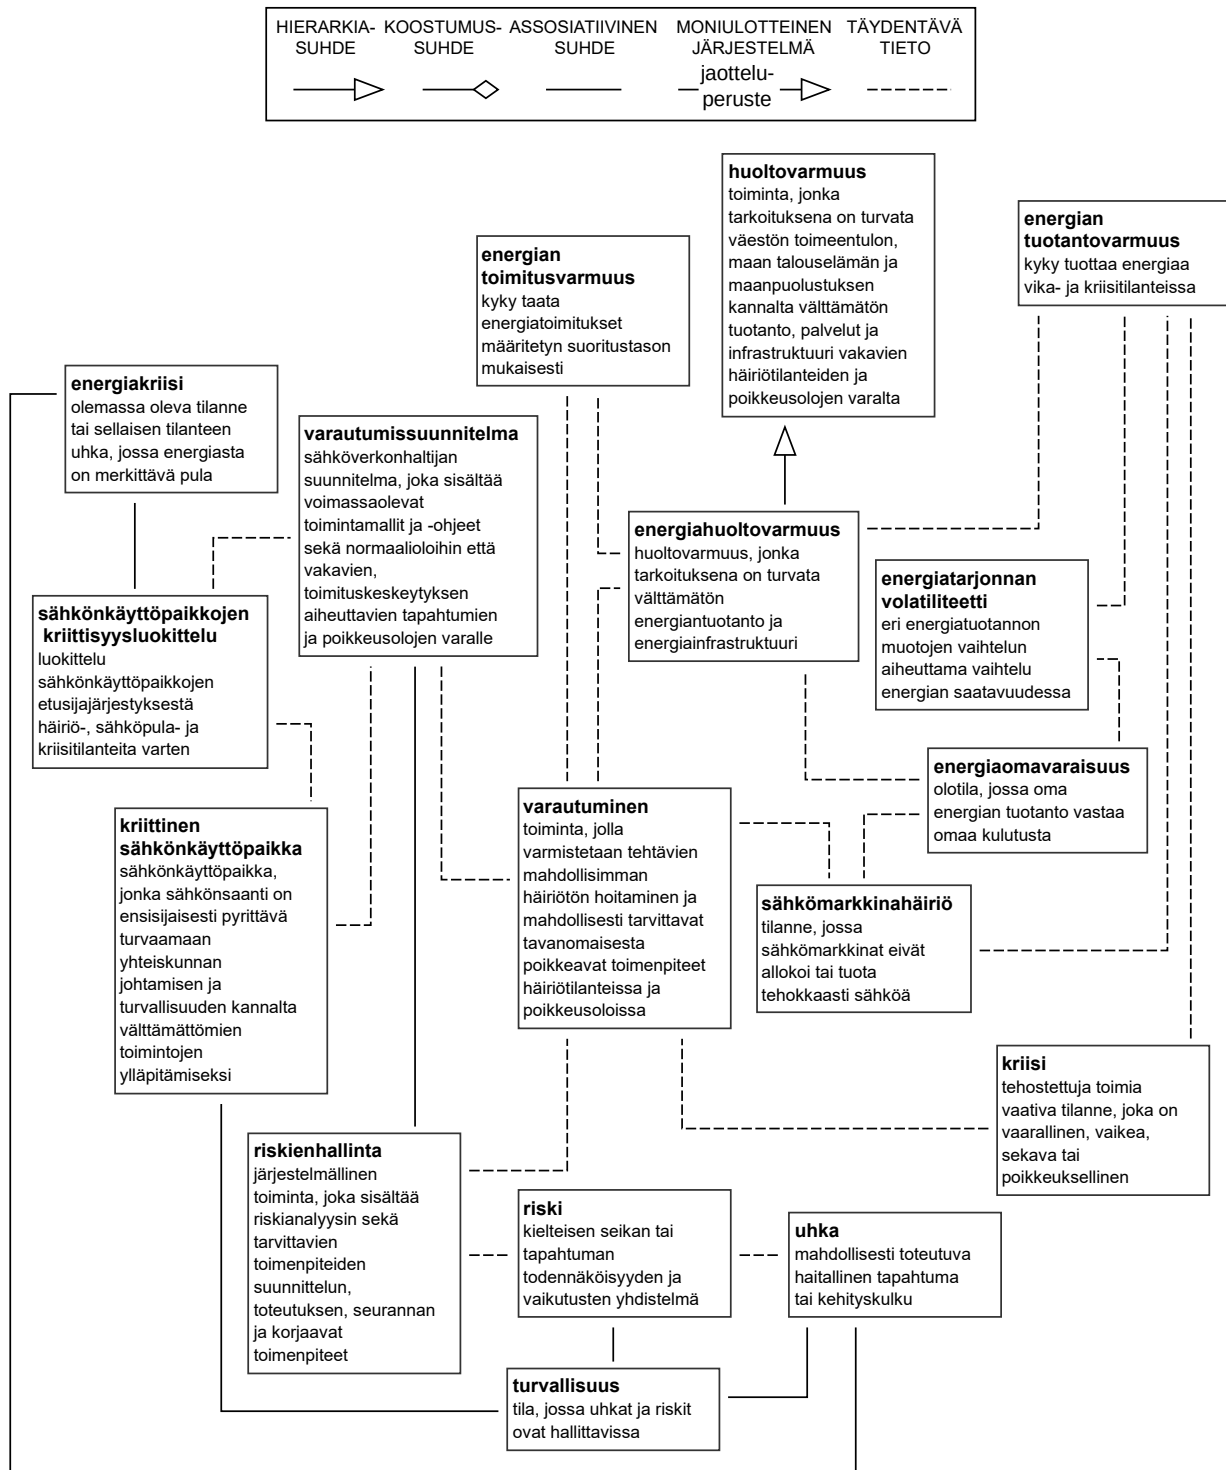 HIERARKIA-
SUHDE
KOOSTUMUS-
SUHDE
ASSOSIATIIVINEN
SUHDE
MONIULOTTEINEN
JÄRJESTELMÄ
jaottelu-
peruste
TÄYDENTÄVÄ
TIETO
huoltovarmuus
toiminta, jonka
tarkoituksena on turvata
väestön toimeentulon,
maan talouselämän ja
maanpuolustuksen
kannalta välttämätön
tuotanto, palvelut ja
infrastruktuuri vakavien
häiriötilanteiden ja
poikkeusolojen varalta
energian
tuotantovarmuus
kyky tuottaa energiaa
vika- ja kriisitilanteissa
energian
toimitusvarmuus
kyky taata
energiatoimitukset
määritetyn suoritustason
mukaisesti
energiakriisi
olemassa oleva tilanne
tai sellaisen tilanteen
uhka, jossa energiasta
on merkittävä pula
varautumissuunnitelma
sähköverkonhaltijan
suunnitelma, joka sisältää
voimassaolevat
toimintamallit ja -ohjeet
sekä normaalioloihin että
vakavien,
toimituskeskeytyksen
aiheuttavien tapahtumien
ja poikkeusolojen varalle
energiahuoltovarmuus
huoltovarmuus, jonka
tarkoituksena on turvata
välttämätön
energiantuotanto ja
energiainfrastruktuuri
energiatarjonnan
volatiliteetti
eri energiatuotannon
muotojen vaihtelun
aiheuttama vaihtelu
energian saatavuudessa
sähkönkäyttöpaikkojen
kriittisyysluokittelu
luokittelu
sähkönkäyttöpaikkojen
etusijajärjestyksestä
häiriö-, sähköpula- ja
kriisitilanteita varten
energiaomavaraisuus
olotila, jossa oma
energian tuotanto vastaa
omaa kulutusta
varautuminen
toiminta, jolla
varmistetaan tehtävien
mahdollisimman
häiriötön hoitaminen ja
mahdollisesti tarvittavat
tavanomaisesta
poikkeavat toimenpiteet
häiriötilanteissa ja
poikkeusoloissa
kriittinen
sähkönkäyttöpaikka
sähkönkäyttöpaikka,
jonka sähkönsaanti on
ensisijaisesti pyrittävä
turvaamaan
yhteiskunnan
johtamisen ja
turvallisuuden kannalta
välttämättömien
toimintojen
ylläpitämiseksi
sähkömarkkinahäiriö
tilanne, jossa
sähkömarkkinat eivät
allokoi tai tuota
tehokkaasti sähköä
kriisi
tehostettuja toimia
vaativa tilanne, joka on
vaarallinen, vaikea,
sekava tai
poikkeuksellinen
riskienhallinta
järjestelmällinen
toiminta, joka sisältää
riskianalyysin sekä
tarvittavien
toimenpiteiden
suunnittelun,
toteutuksen, seurannan
ja korjaavat
toimenpiteet
riski
kielteisen seikan tai
tapahtuman
todennäköisyyden ja
vaikutusten yhdistelmä
uhka
mahdollisesti toteutuva
haitallinen tapahtuma
tai kehityskulku
turvallisuus
tila, jossa uhkat ja riskit
ovat hallittavissa